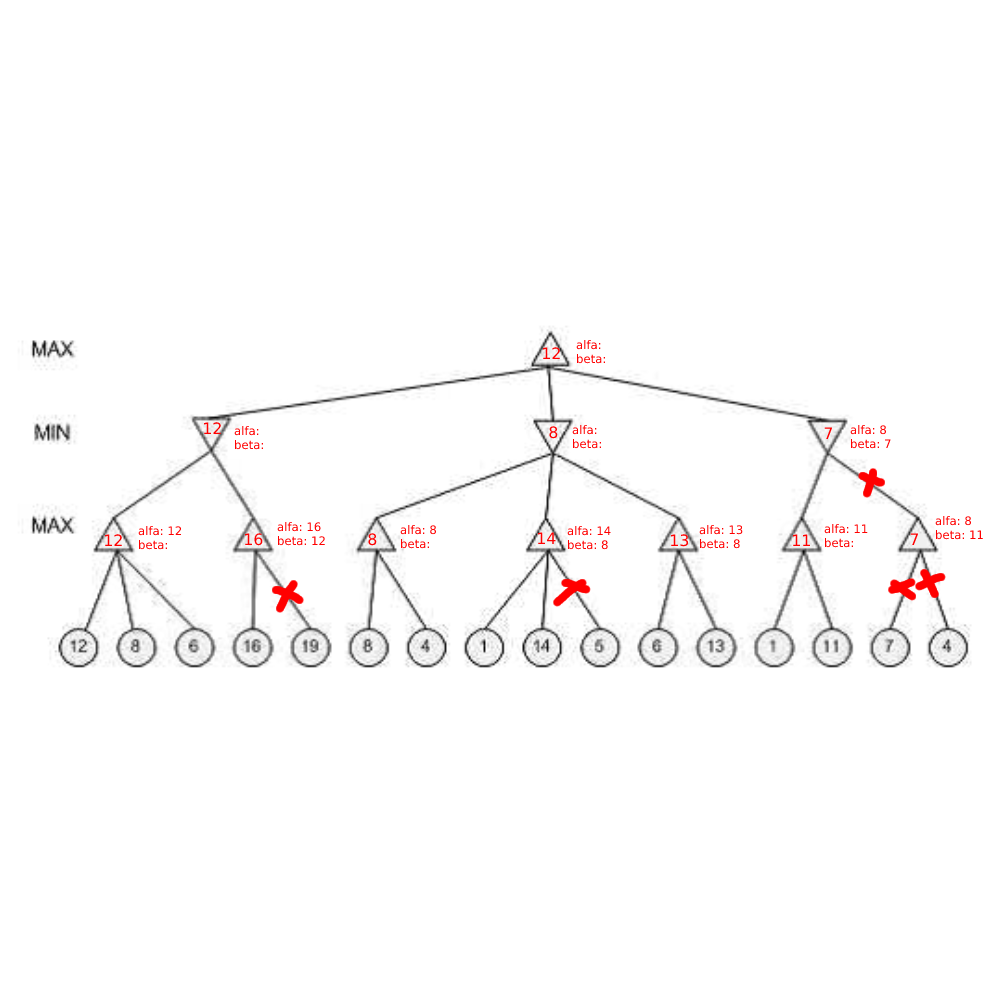 MAX
12
alfa:
beta:
MIN
12
alfa:
beta:
8
alfa:
beta:
7
alfa: 8
beta: 7
MAX
12
alfa: 12
beta:
16
alfa: 16
beta: 12
8
alfa: 8
beta:
14
alfa: 14
beta: 8
13
alfa: 13
beta: 8
11
alfa: 11
beta:
7
alfa: 8
beta: 11
12 8 6 16 19 8 4 1 14 5 6 13 1 11 7 4